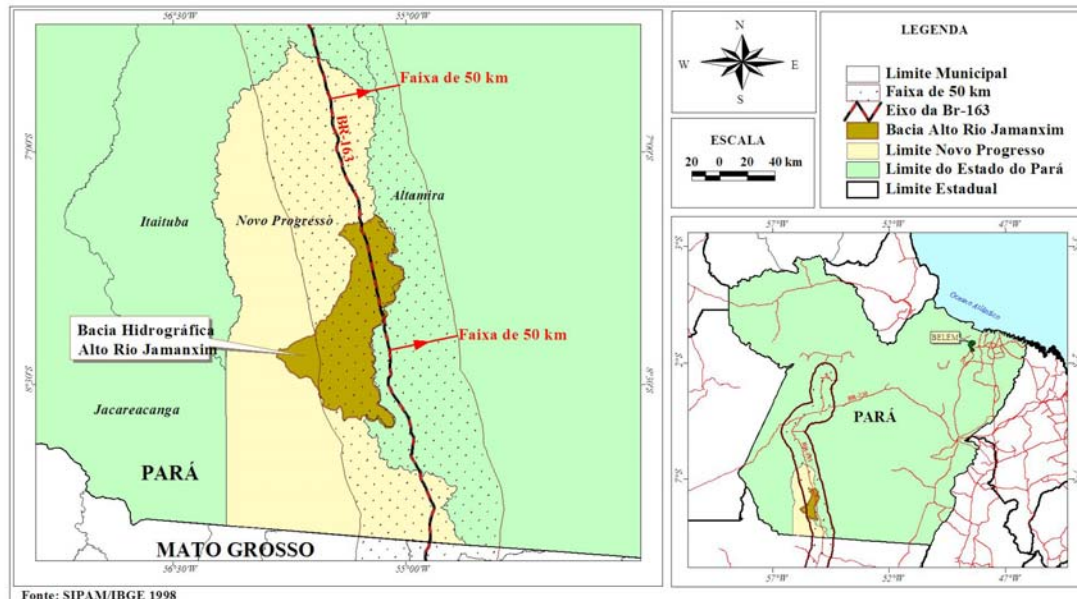 56°30'W
55°00'W
Faixa de 50 km
BR-163
7°00'S
7°00'S
Altamira
Itaituba
Novo Progresso
Bacia Hidrográfica
Alto Rio Jamanxim
Faixa de 50 km
8°30'S
8°30'S
Jacareacanga
PARÁ
MATO GROSSO
56°30'W
55°00'W
Fonte: SIPAM/IBGE 1998
N
W
E
S
ESCALA
20 0 20 40 km
LEGENDA
Limite Municipal
Faixa de 50 km
Eixo da Br-163
Bacia Alto Rio Jamanxim
Limite Novo Progresso
Limite do Estado do Pará
Limite Estadual
57°W
52°W
47°W
Oceano Atlântico
BELÉM
PARÁ
57°W
52°W
47°W